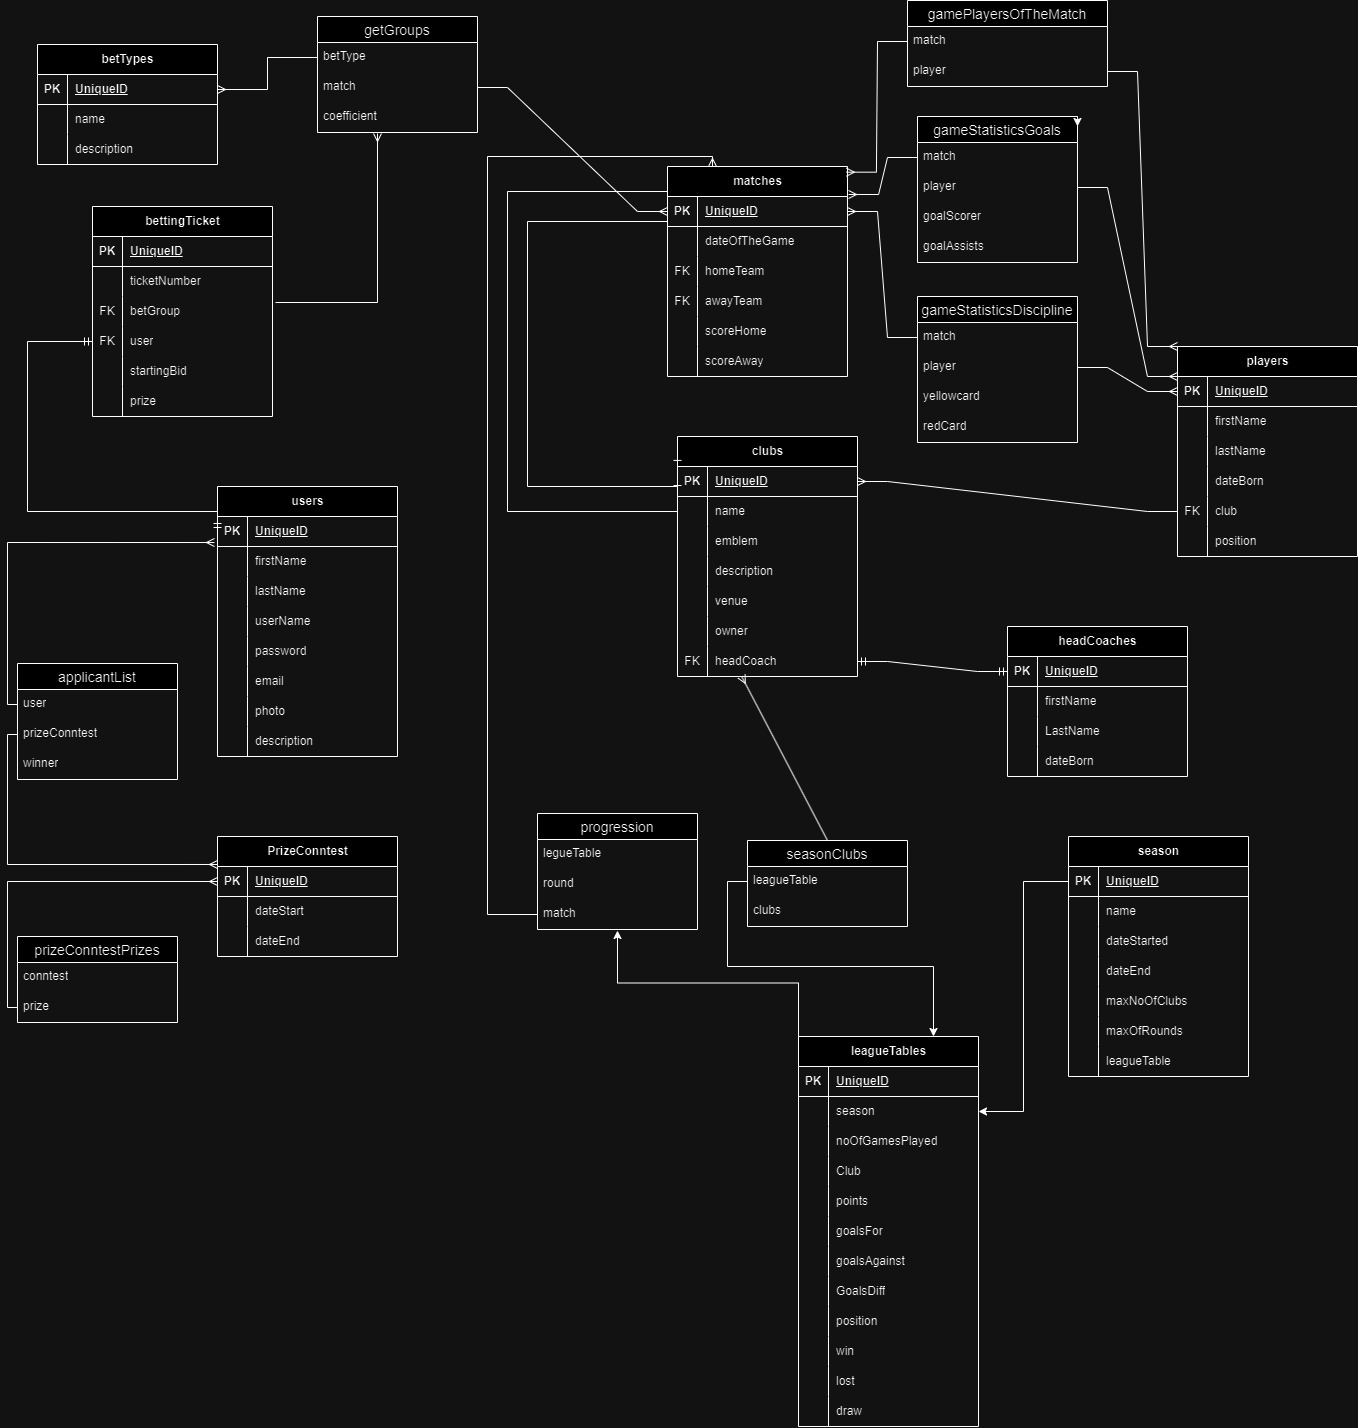 gamePlayersOfTheMatch
match
player
getGroups
betType
match
coefficient
betTypes
PK UniqueID
name
description
gameStatisticsGoals
match
player
goalScorer
goalAssists
matches
PK UniqueID
dateOfTheGame
FK homeTeam
FK awayTeam
scoreHome
scoreAway
bettingTicket
PK UniqueID
ticketNumber
FK betGroup
FK user
startingBid
prize
gameStatisticsDiscipline
match
player
yellowcard
redCard
players
PK UniqueID
firstName
lastName
dateBorn
FK club
position
clubs
PK UniqueID
name
emblem
description
venue
owner
FK headCoach
users
PK UniqueID
firstName
lastName
userName
password
email
photo
description
headCoaches
PK UniqueID
firstName
LastName
dateBorn
applicantList
user
prizeConntest
winner
progression
legueTable
round
match
seasonClubs
leagueTable
clubs
season
PK UniqueID
name
dateStarted
dateEnd
maxNoOfClubs
maxOfRounds
leagueTable
PrizeConntest
PK UniqueID
dateStart
dateEnd
prizeConntestPrizes
conntest
prize
leagueTables
PK UniqueID
season
noOfGamesPlayed
Club
points
goalsFor
goalsAgainst
GoalsDiff
position
win
lost
draw